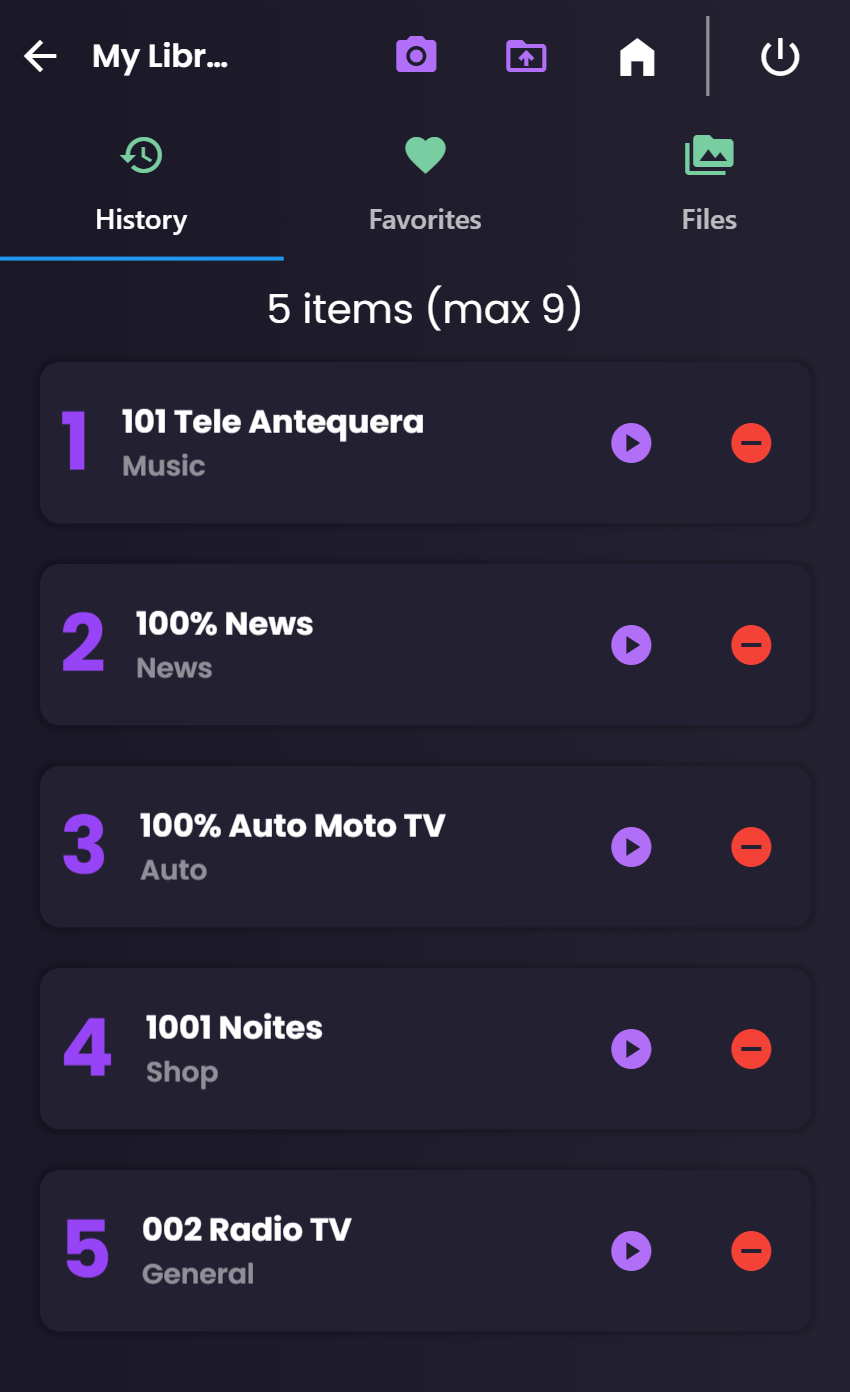 My Libr...
History
Favorites
Files
5 items (max 9)
1
101 Tele Antequera
Music
2
100% News
News
3
100% Auto Moto TV
Auto
4
1001 Noites
Shop
5
002 Radio TV
General